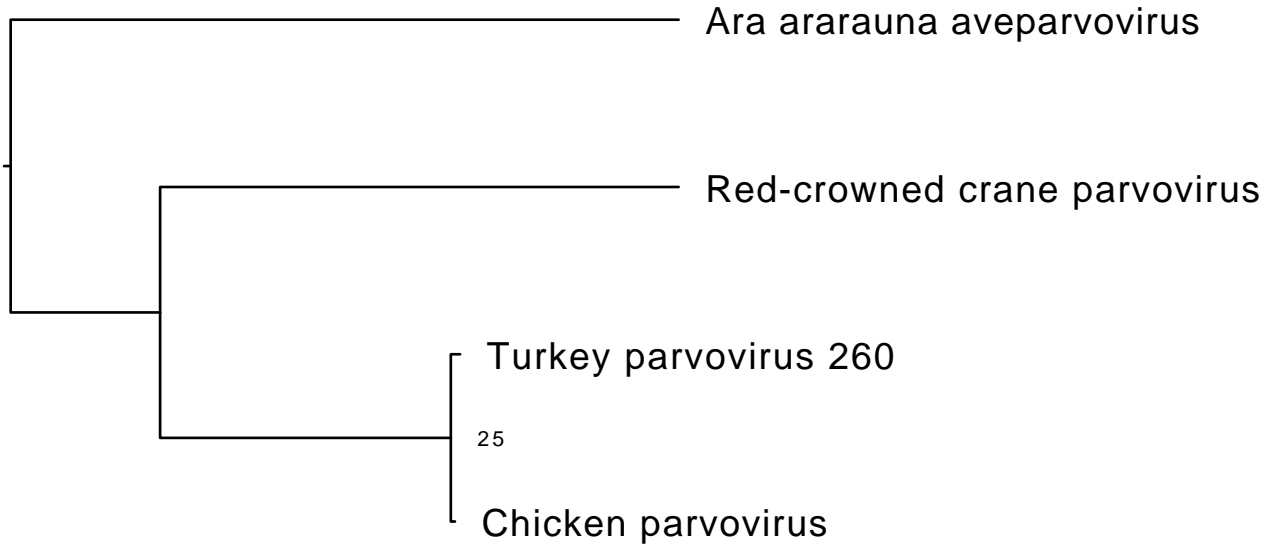 Ara ararauna aveparvovirus
Red-crowned crane parvovirus
Turkey parvovirus 260
25
Chicken parvovirus